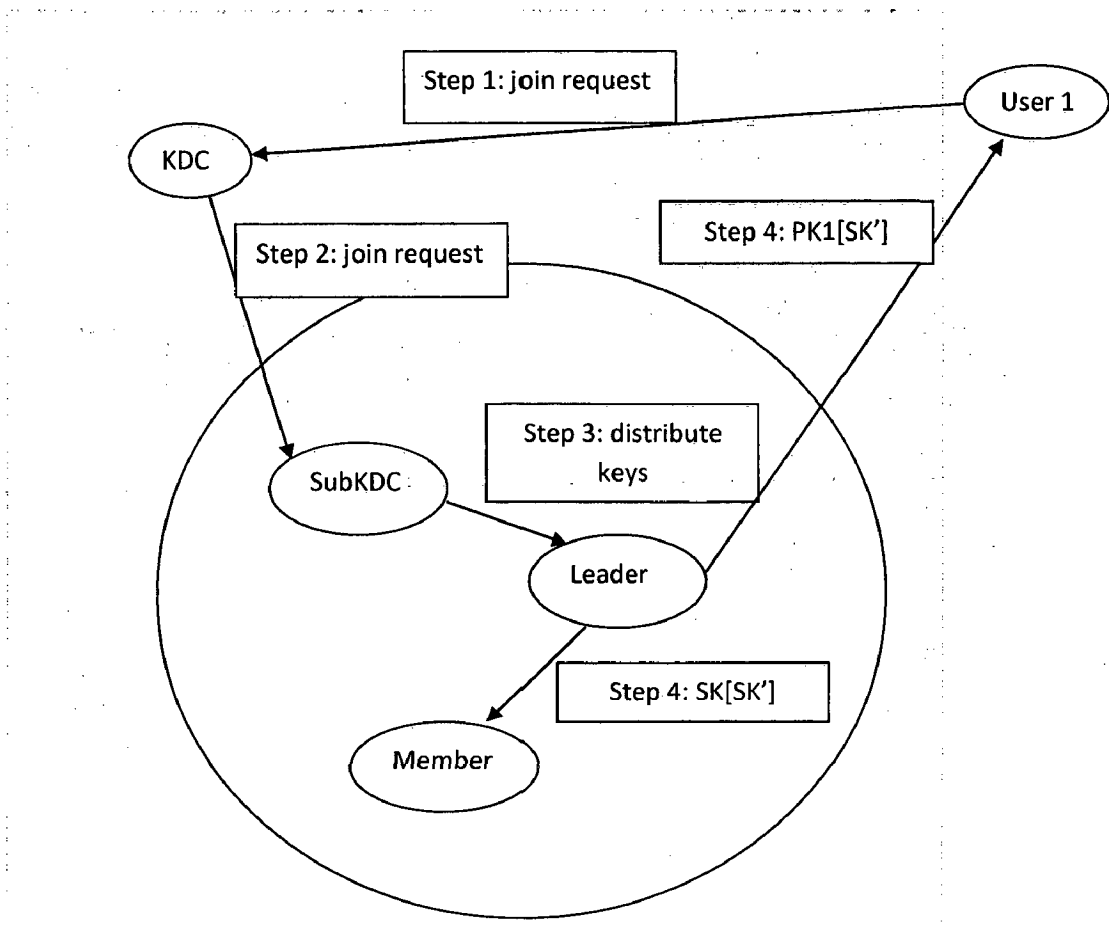 Step 1: join request
User 1
KDC
Step 4: PK1[SK']
Step 2: join request
Step 3: distribute
keys
SubKDC
Leader
Step 4: SK[SK']
Member